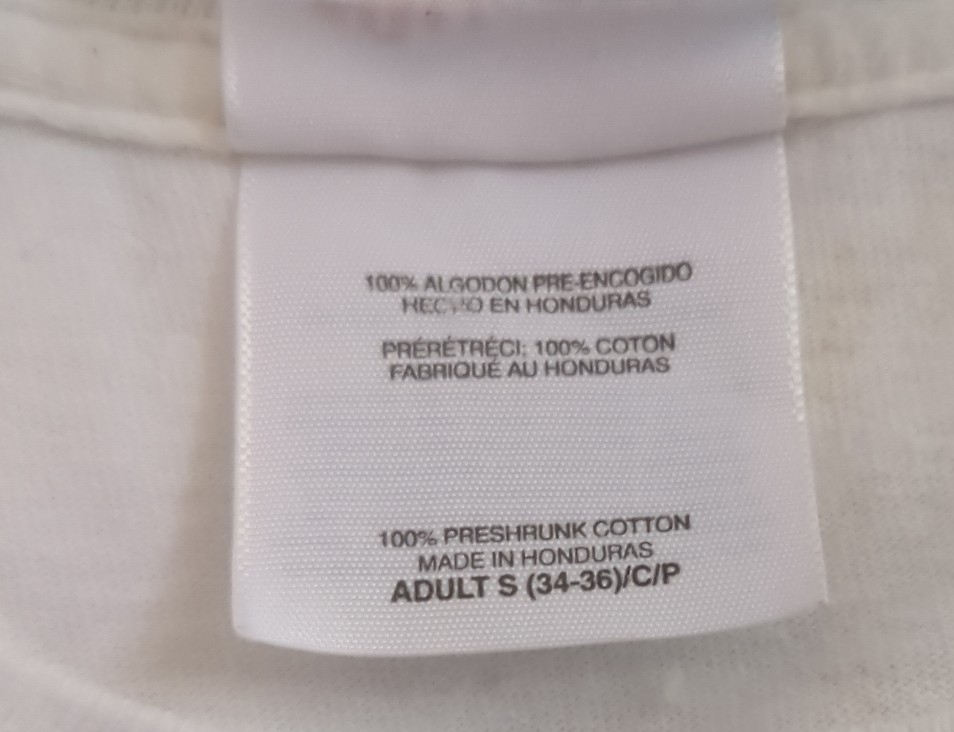 100% ALGODON PRE-ENCOGIDO
HECHO EN HONDURAS
PRÉRÉTRÉCI: 100% COTON
FABRIQUÉ AU HONDURAS
100% PRESHRUNK COTTON
MADE IN HONDURAS
ADULT S (34-36)/C/P